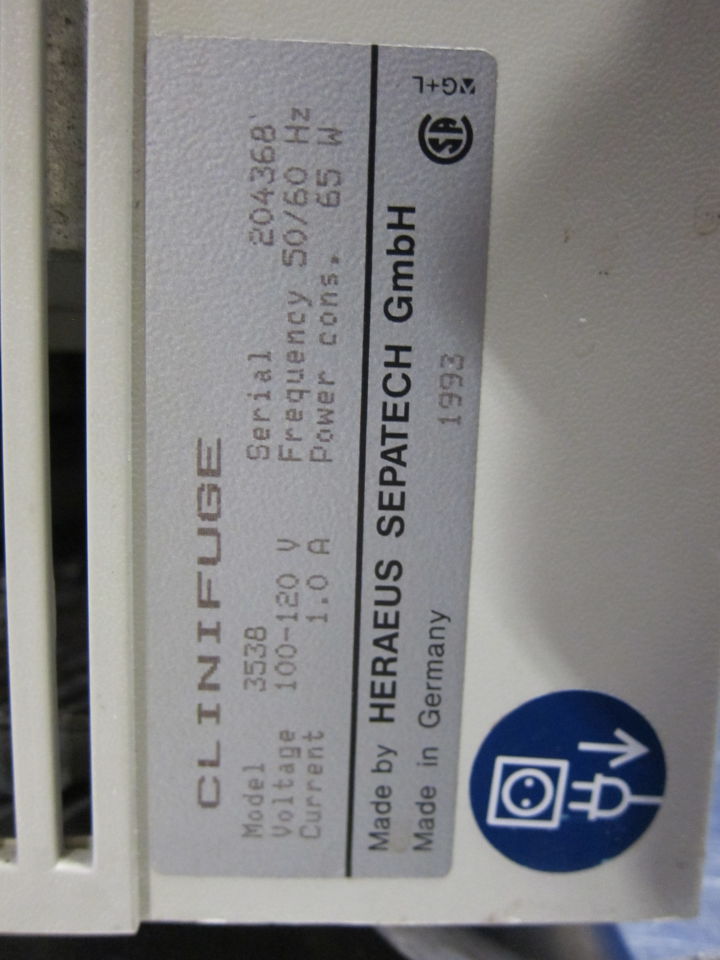 CLINIFUGE
Model 3538 Serial 204368
Voltage 100-120 V Frequency 50/60 Hz
Current 1.0 A Power cons. 65 W
Made by HERAEUS SEPATECH GmbH SA
Made in Germany 1993 G+L